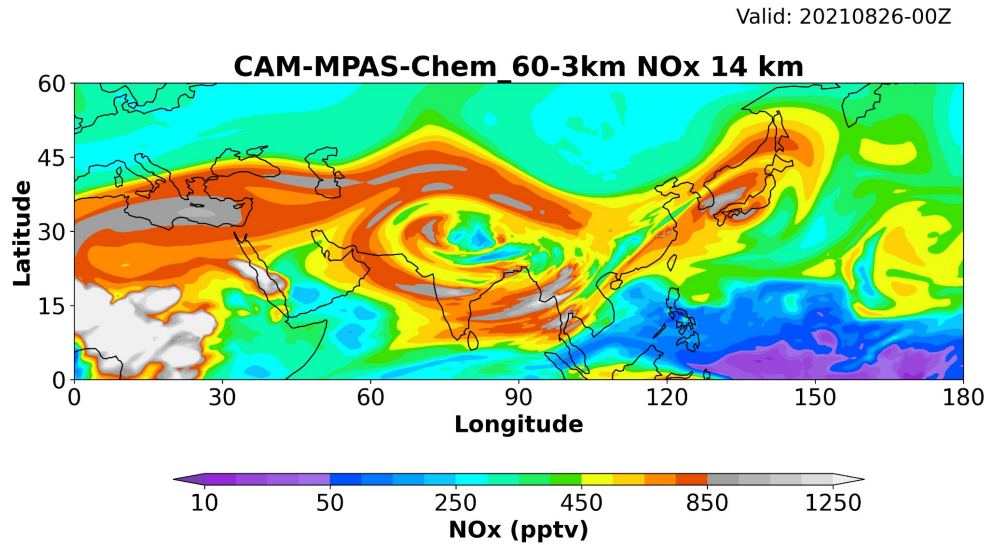 Valid: 20210826-00Z
CAM-MPAS-Chem_60-3km NOx 14 km
60
45
30
15
0
Latitude
0 30 60 90 120 150 180
Longitude
10 50 250 450 850 1250
NOx (pptv)